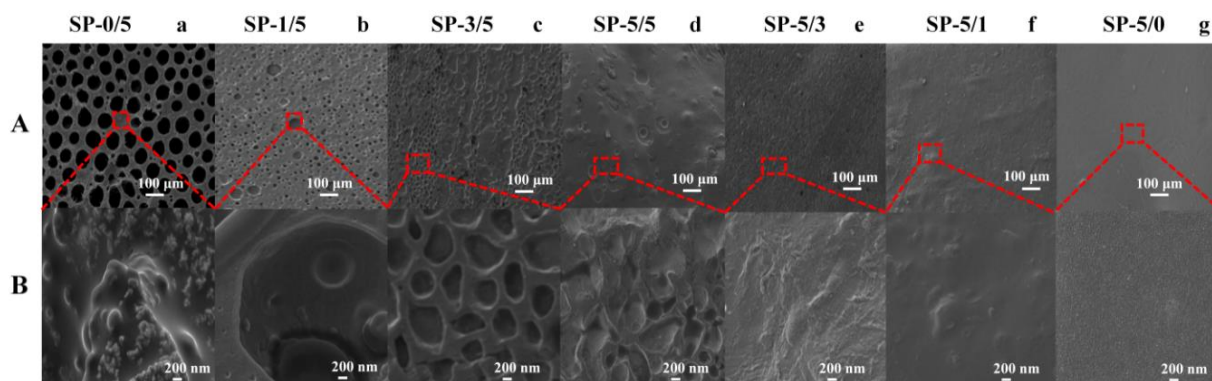 SP-0/5 a SP-1/5 b SP-3/5 c SP-5/5 d SP-5/3 e SP-5/1 f SP-5/0 g
A
100 μm 100 μm 100 μm 100 μm 100 μm 100 μm 100 μm
B
200 nm 200 nm 200 nm 200 nm 200 nm 200 nm 200 nm